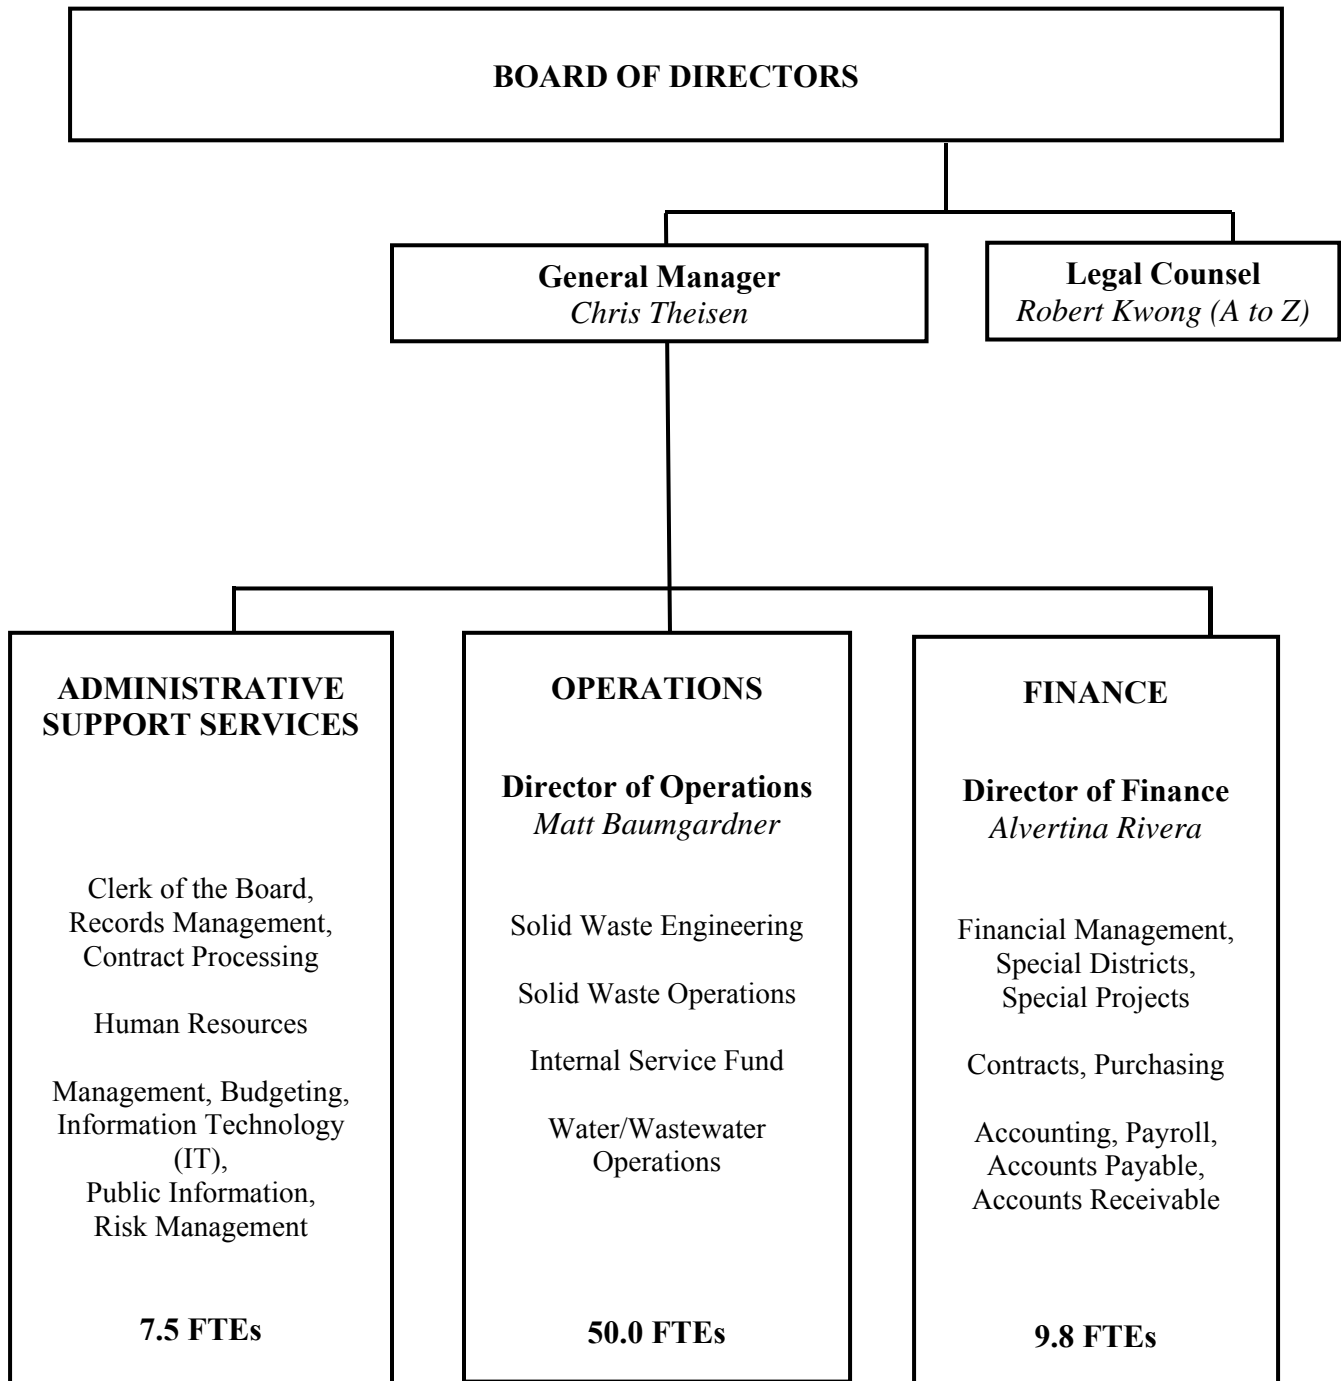 BOARD OF DIRECTORS
General Manager
Chris Theisen
Legal Counsel
Robert Kwong (A to Z)
ADMINISTRATIVE
SUPPORT SERVICES
Clerk of the Board,
Records Management,
Contract Processing
Human Resources
Management, Budgeting,
Information Technology
(IT),
Public Information,
Risk Management
7.5 FTEs
OPERATIONS
Director of Operations
Matt Baumgardner
Solid Waste Engineering
Solid Waste Operations
Internal Service Fund
Water/Wastewater
Operations
50.0 FTEs
FINANCE
Director of Finance
Alvertina Rivera
Financial Management,
Special Districts,
Special Projects
Contracts, Purchasing
Accounting, Payroll,
Accounts Payable,
Accounts Receivable
9.8 FTEs